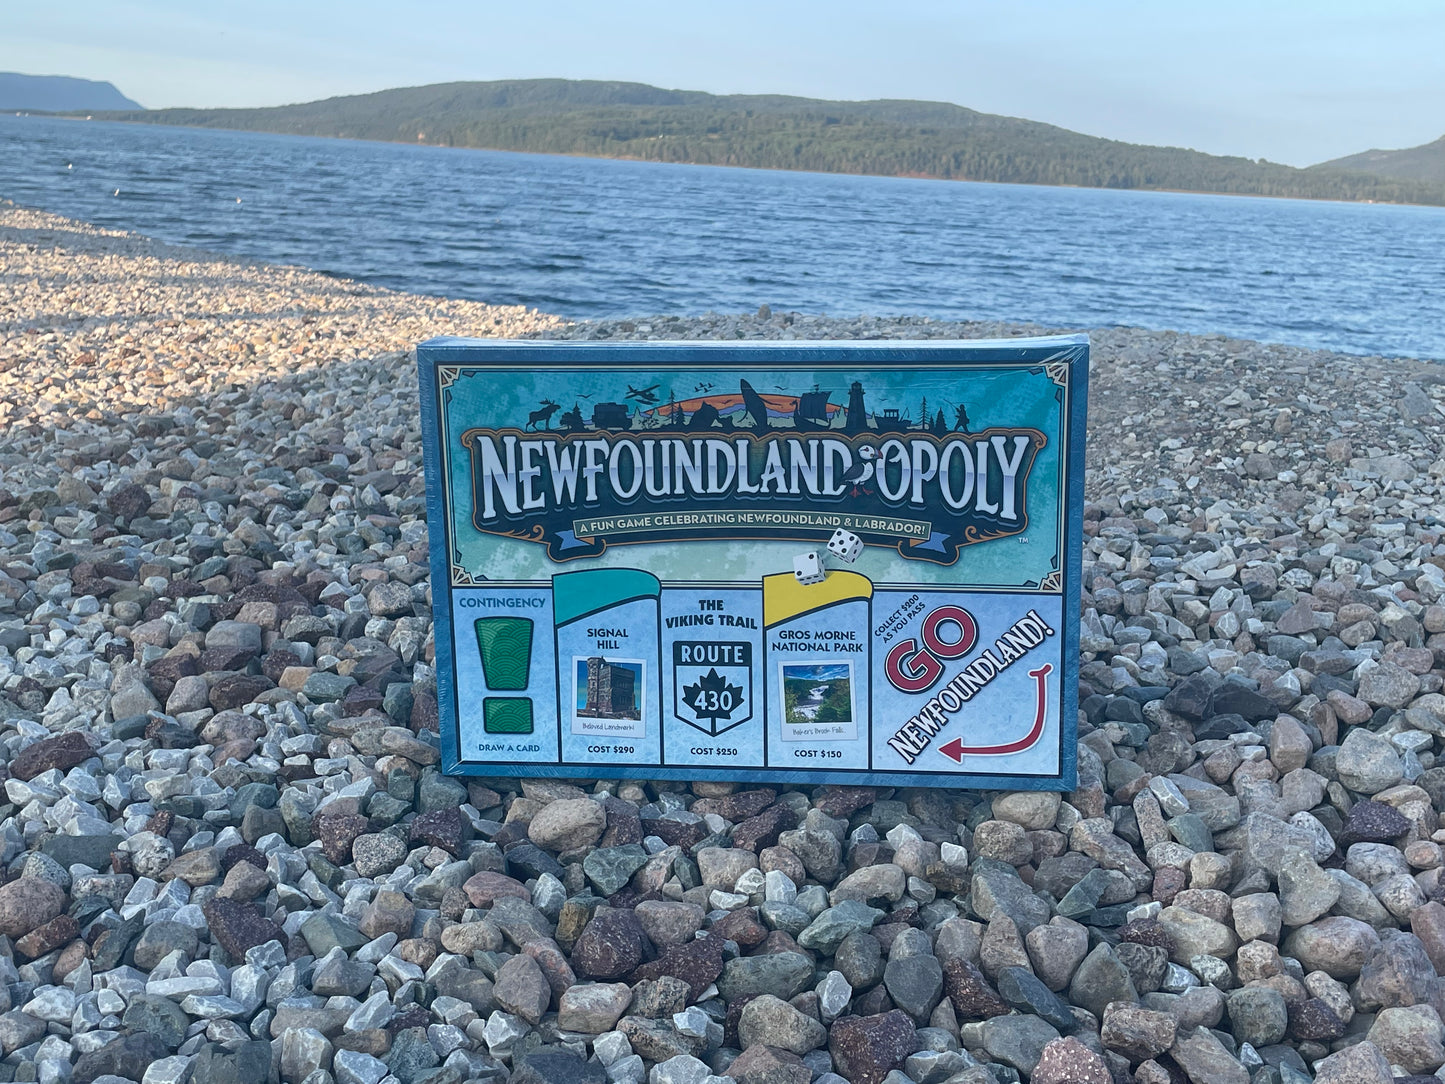 NEWFOUNDLAND-OPOLY
A FUN GAME CELEBRATING NEWFOUNDLAND & LABRADOR!
TM
CONTINGENCY
!
DRAW A CARD
SIGNAL
HILL
Beloved Landmark!
COST $290
THE
VIKING TRAIL
ROUTE
430
COST $250
GROS MORNE
NATIONAL PARK
Baker's Brook Falls.
COST $150
COLLECT $200
AS YOU PASS
GO
NEWFOUNDLAND!